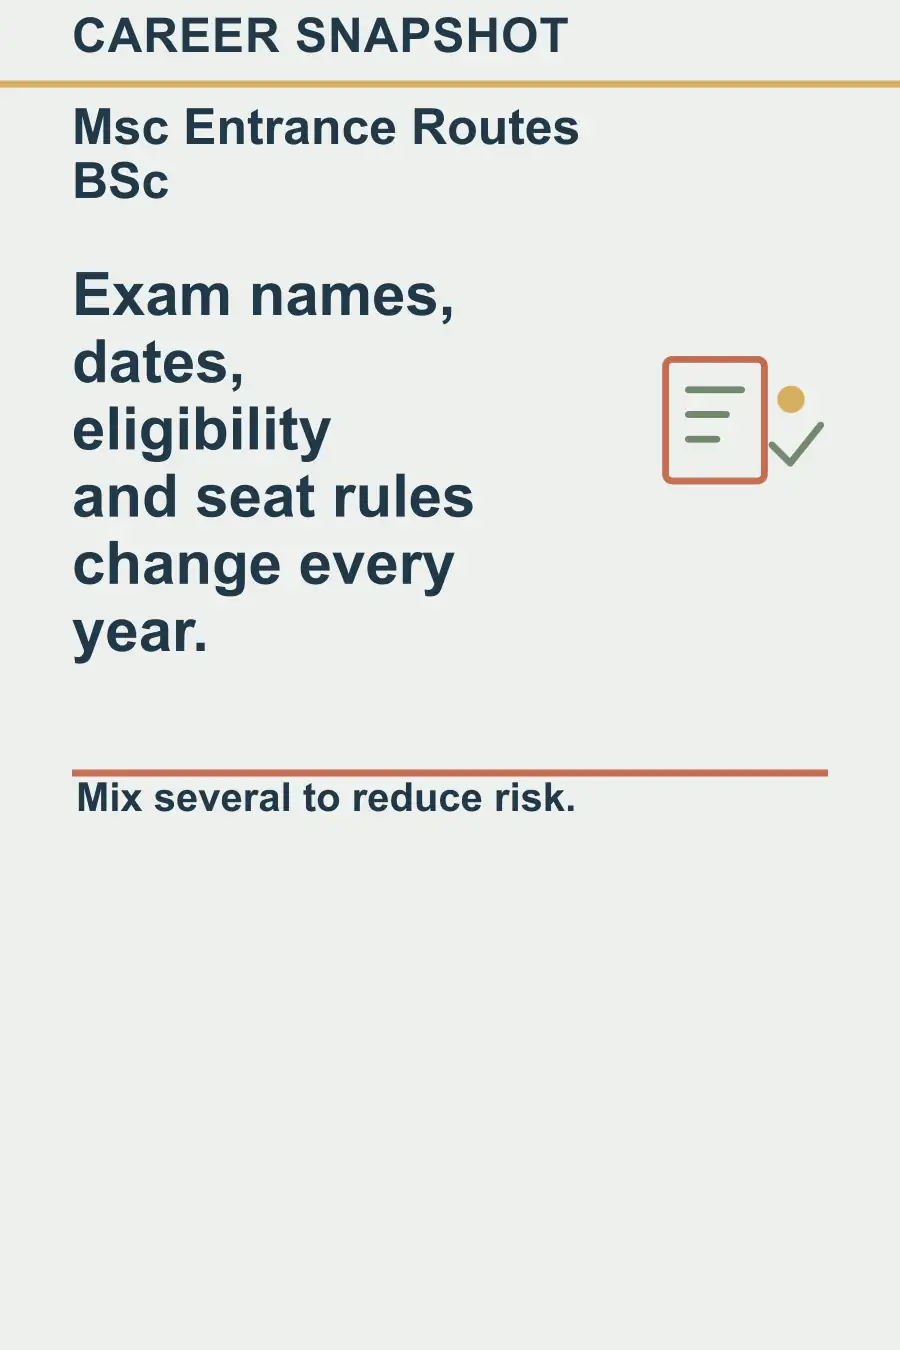 CAREER SNAPSHOT
Msc Entrance Routes
BSc
Exam names,
dates,
eligibility
and seat rules
change every
year.
Mix several to reduce risk.